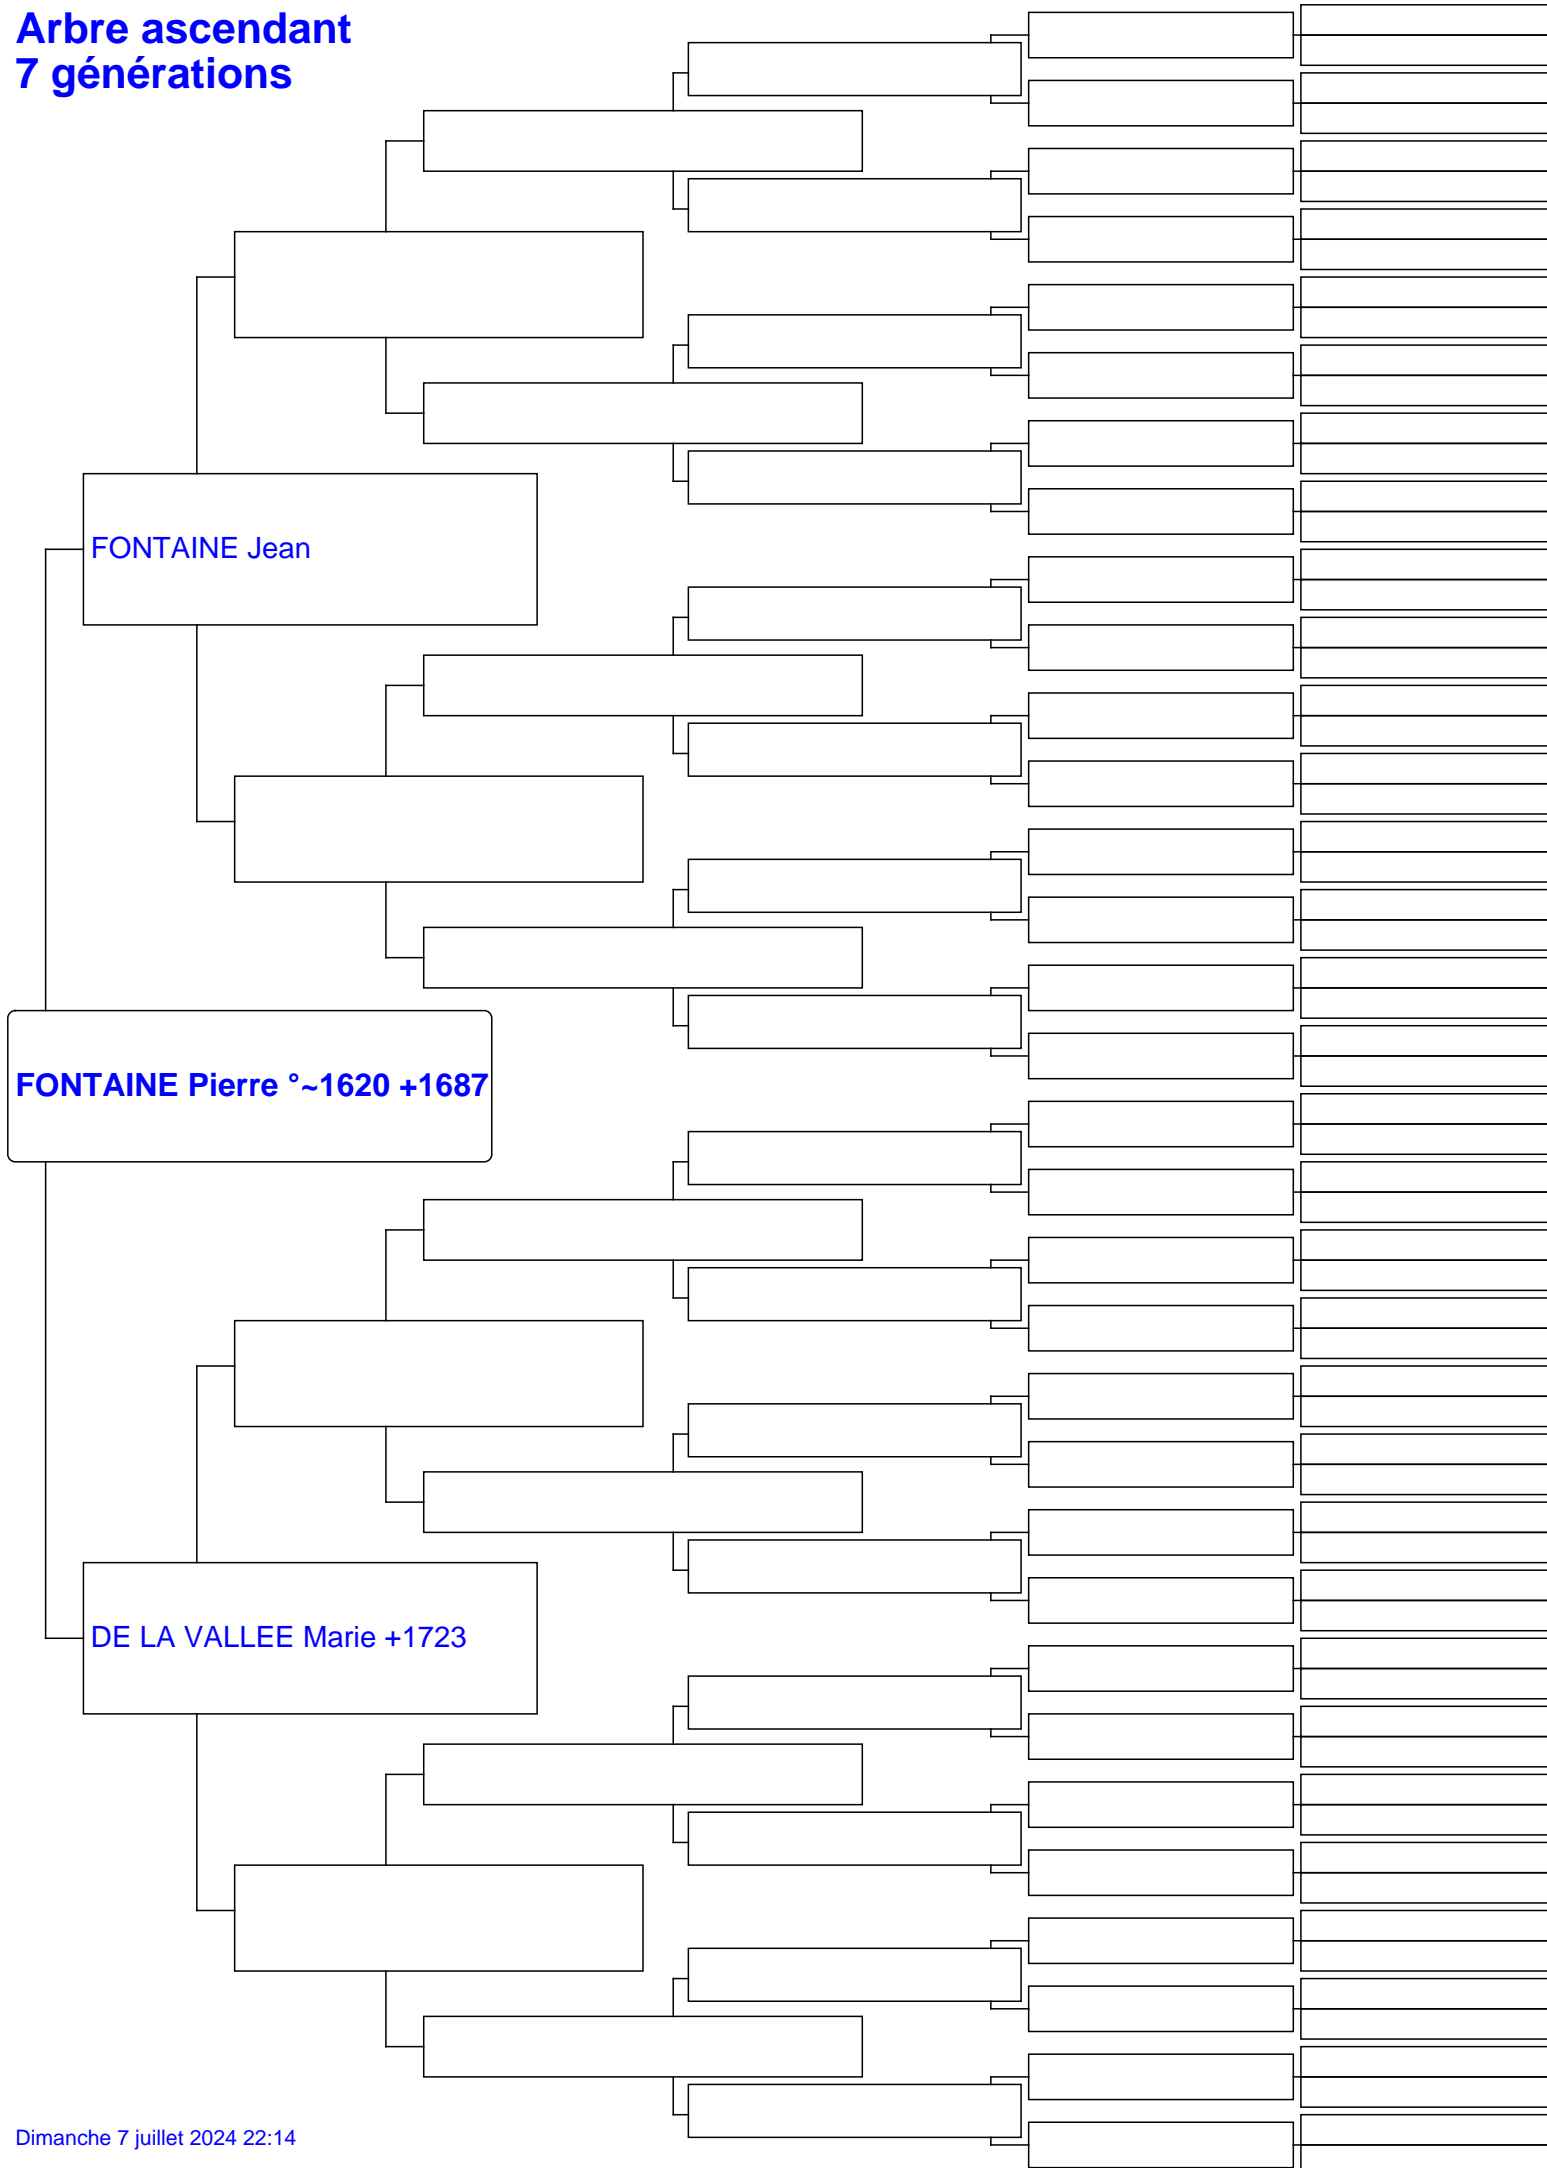 Arbre ascendant
7 générations
FONTAINE Jean
FONTAINE Pierre °~1620 +1687
DE LA VALLEE Marie +1723
Dimanche 7 juillet 2024 22:14